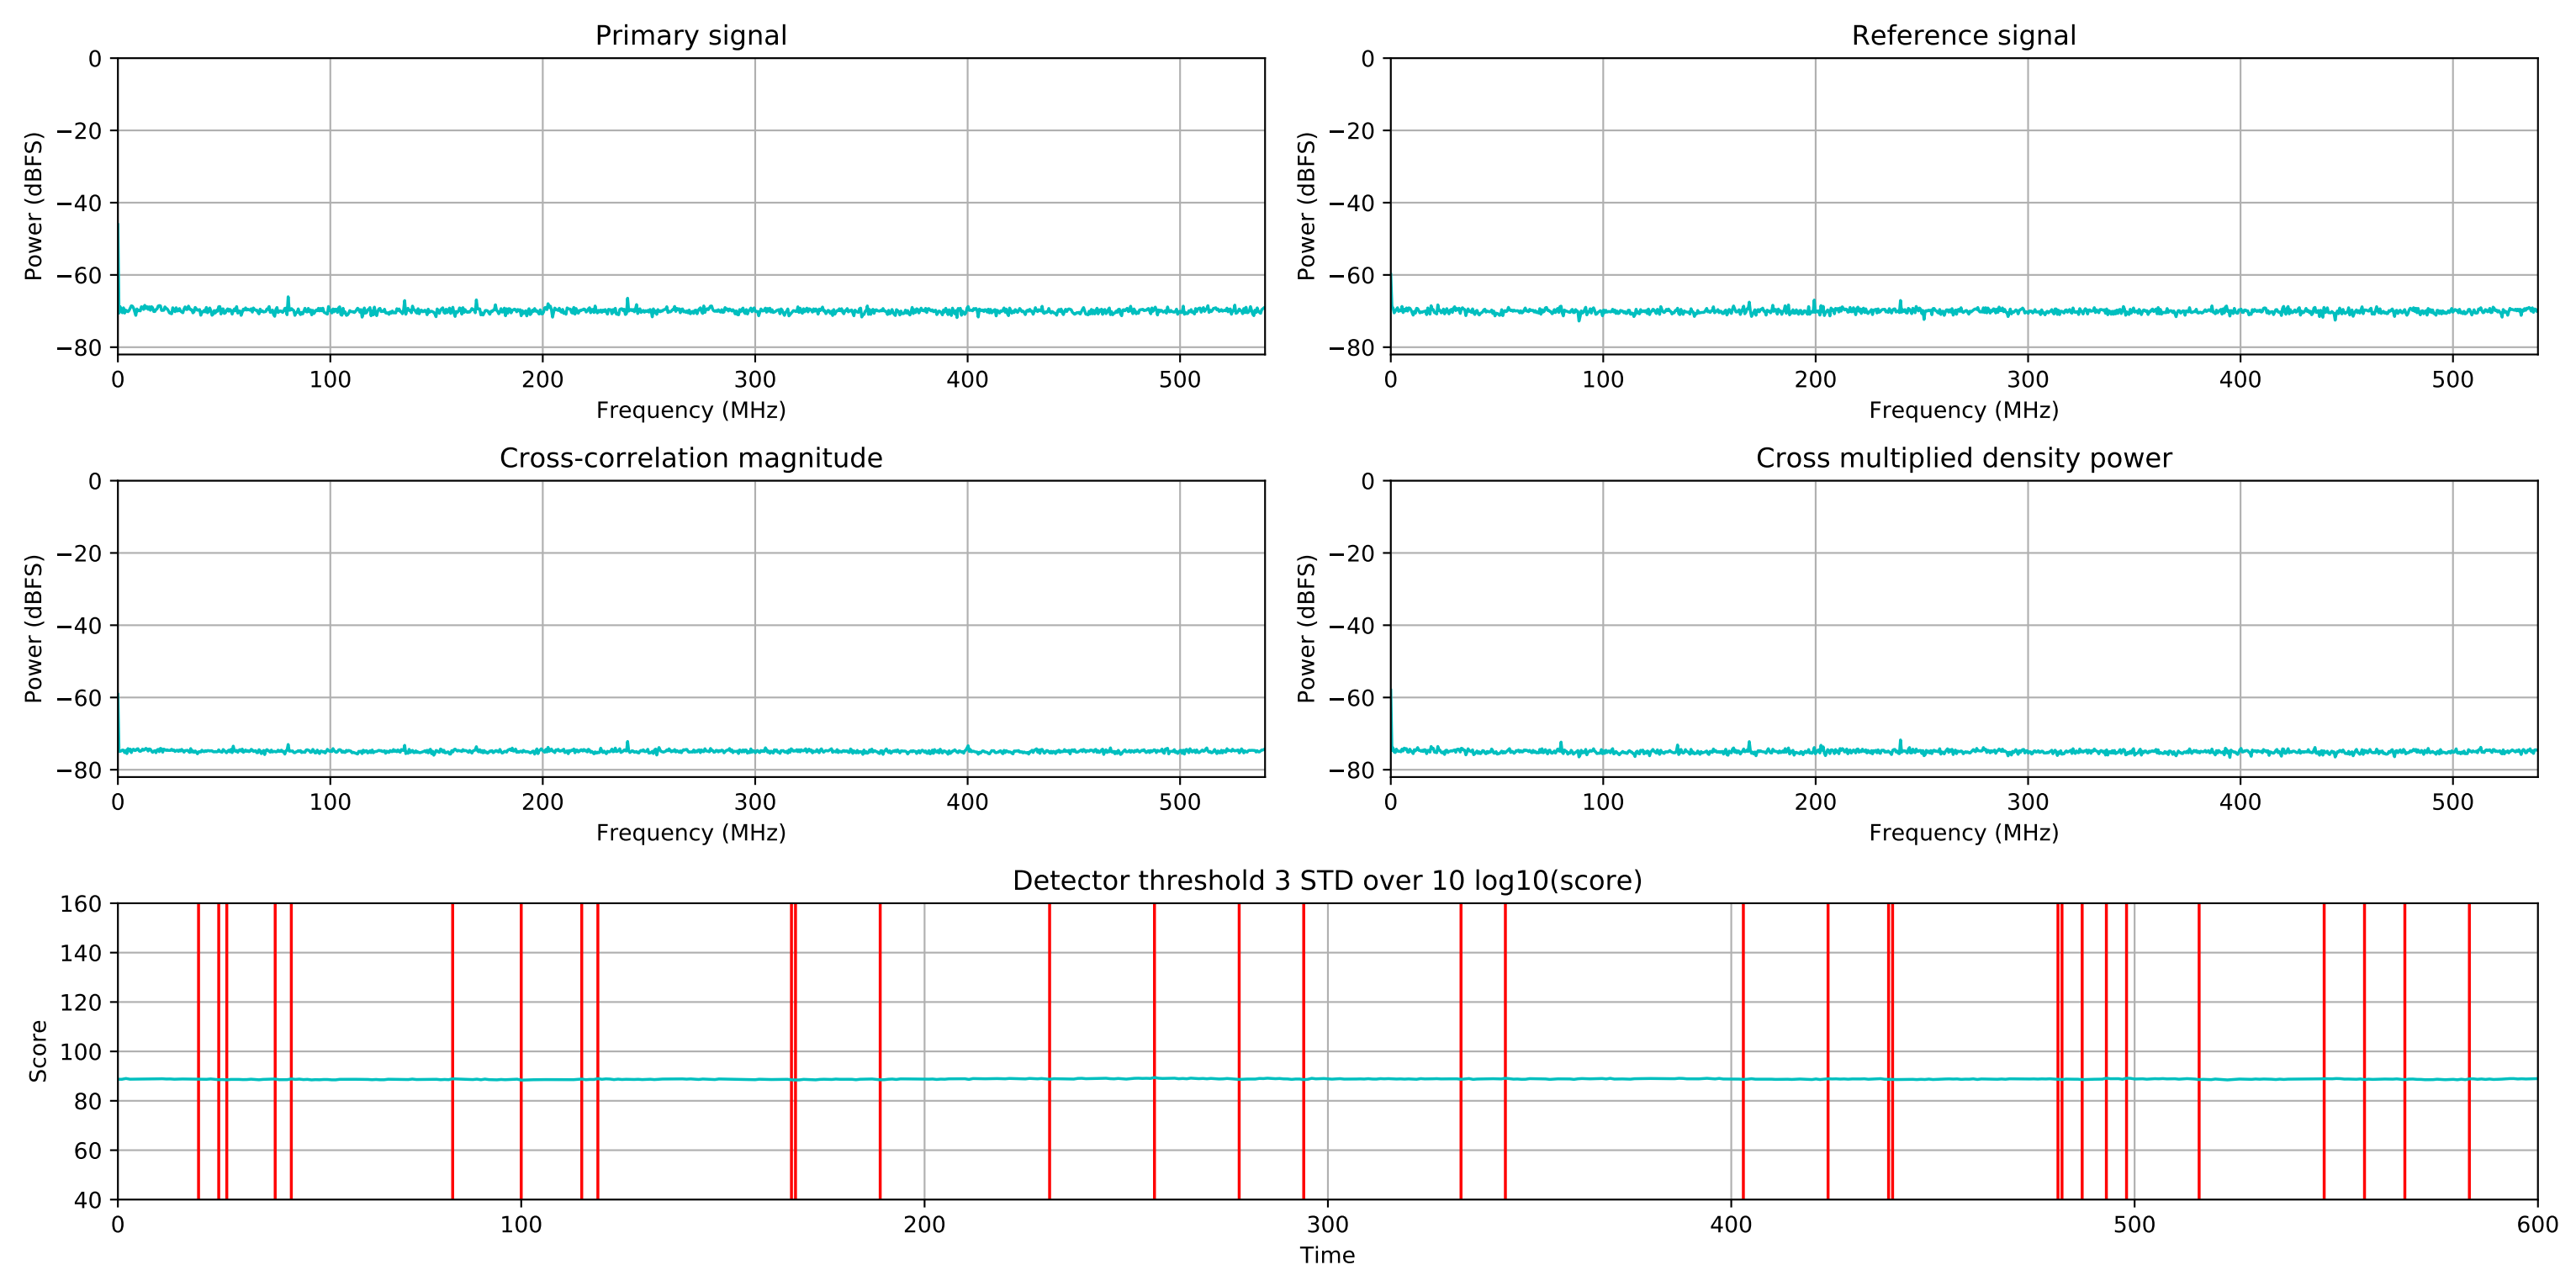 Primary signal
0
−20
−40
−60
−80
Power (dBFS)
0 100 200 300 400 500
Frequency (MHz)
Reference signal
0
−20
−40
−60
−80
Power (dBFS)
0 100 200 300 400 500
Frequency (MHz)
Cross-correlation magnitude
0
−20
−40
−60
−80
Power (dBFS)
0 100 200 300 400 500
Frequency (MHz)
Cross multiplied density power
0
−20
−40
−60
−80
Power (dBFS)
0 100 200 300 400 500
Frequency (MHz)
Detector threshold 3 STD over 10 log10(score)
160
140
120
100
80
60
40
Score
0 100 200 300 400 500 600
Time